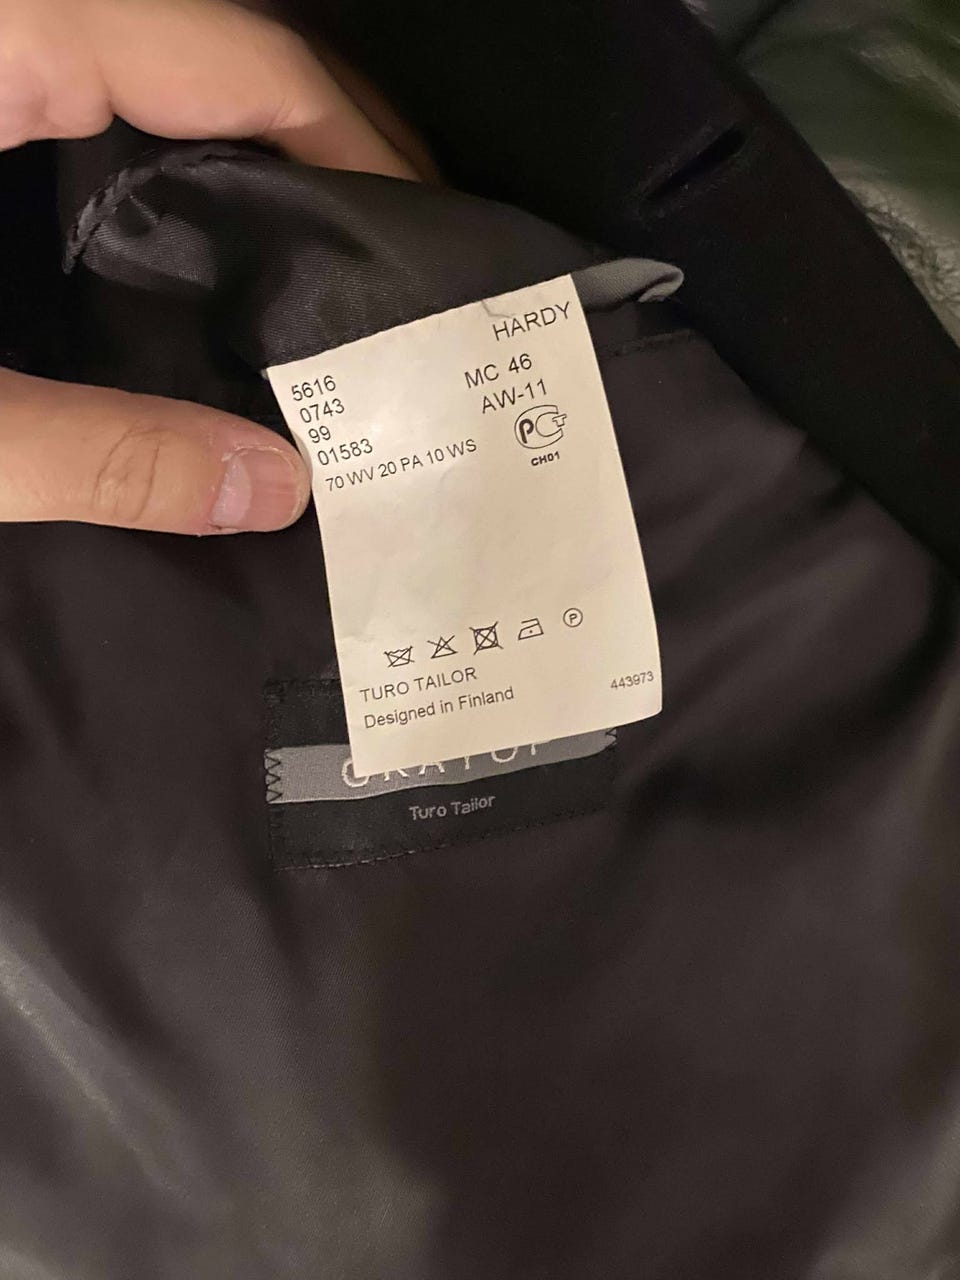 HARDY
5616 MC 46
0743 AW-11
99
01583
70 WV 20 PA 10 WS
PCT
CH01
P
TURO TAILOR
Designed in Finland 443973
Turo Tailor